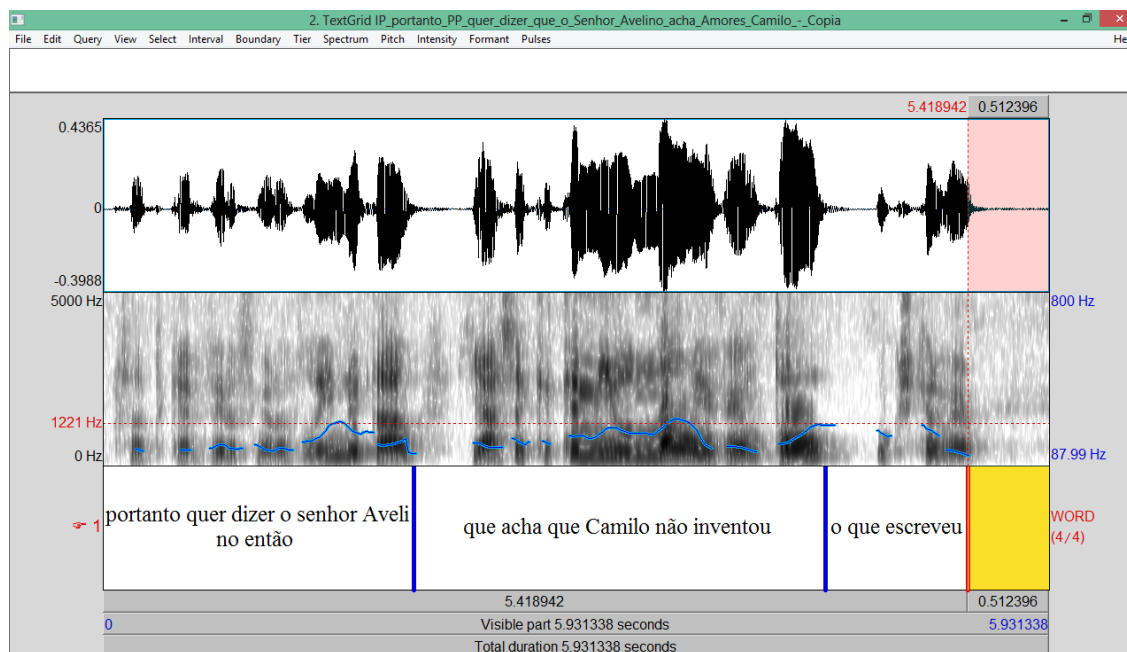 2. TextGrid IP_portanto_PP_quer_dizer_que_o_Senhor_Avelino_acha_Amores_Camilo_-_Copia
File Edit Query View Select Interval Boundary Tier Spectrum Pitch Intensity Formant Pulses He
5.418942 0.512396
0.4365
0
-0.3988
5000 Hz 800 Hz
1221 Hz
0 Hz 87.99 Hz
portanto quer dizer o senhor Aveli
no então
que acha que Camilo não inventou
o que escreveu
1
WORD
(4/4)
5.418942 0.512396
0 Visible part 5.931338 seconds 5.931338
Total duration 5.931338 seconds